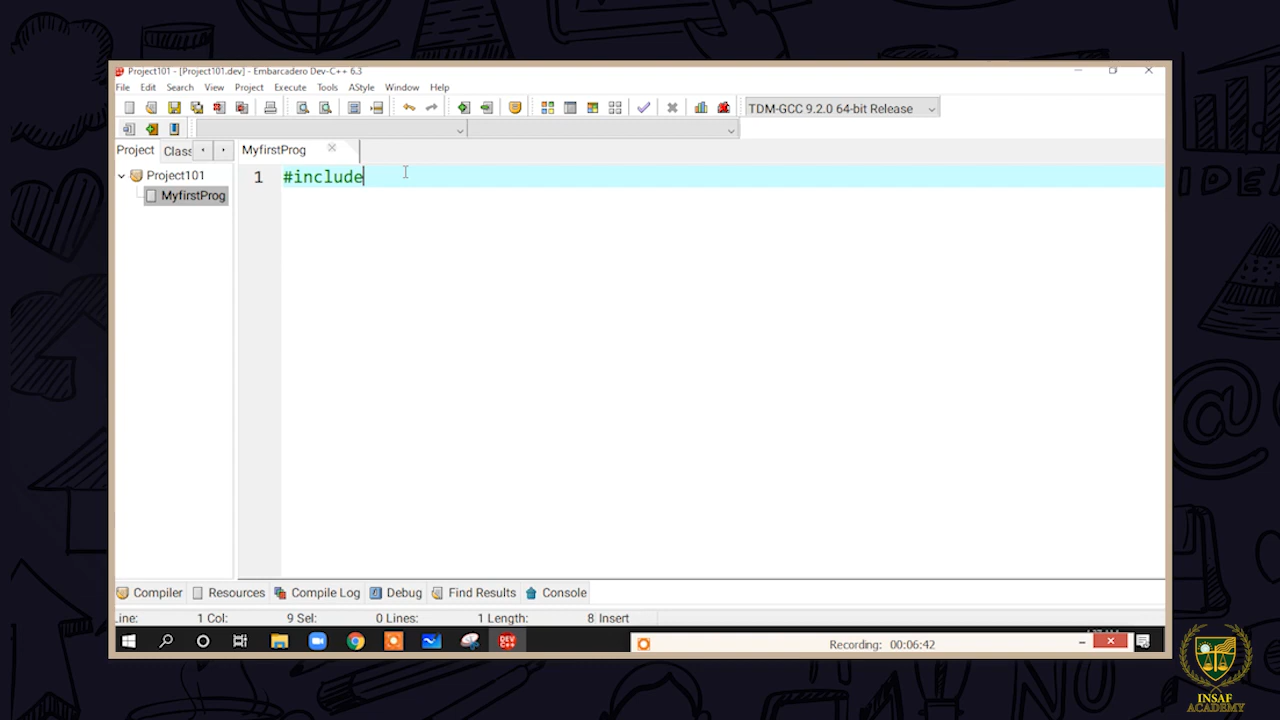 Project101 - [Project101.dev] - Embarcadero Dev-C++ 6.3
File Edit Search View Project Execute Tools AStyle Window Help
TDM-GCC 9.2.0 64-bit Release
Project Class MyfirstProg
1 #include
Project101
MyfirstProg
IDEA
Compiler Resources Compile Log Debug Find Results Console
Line: 1 Col: 9 Sel: 0 Lines: 1 Length: 8 Insert
DEV C++
Recording: 00:06:42
INSAF
ACADEMY